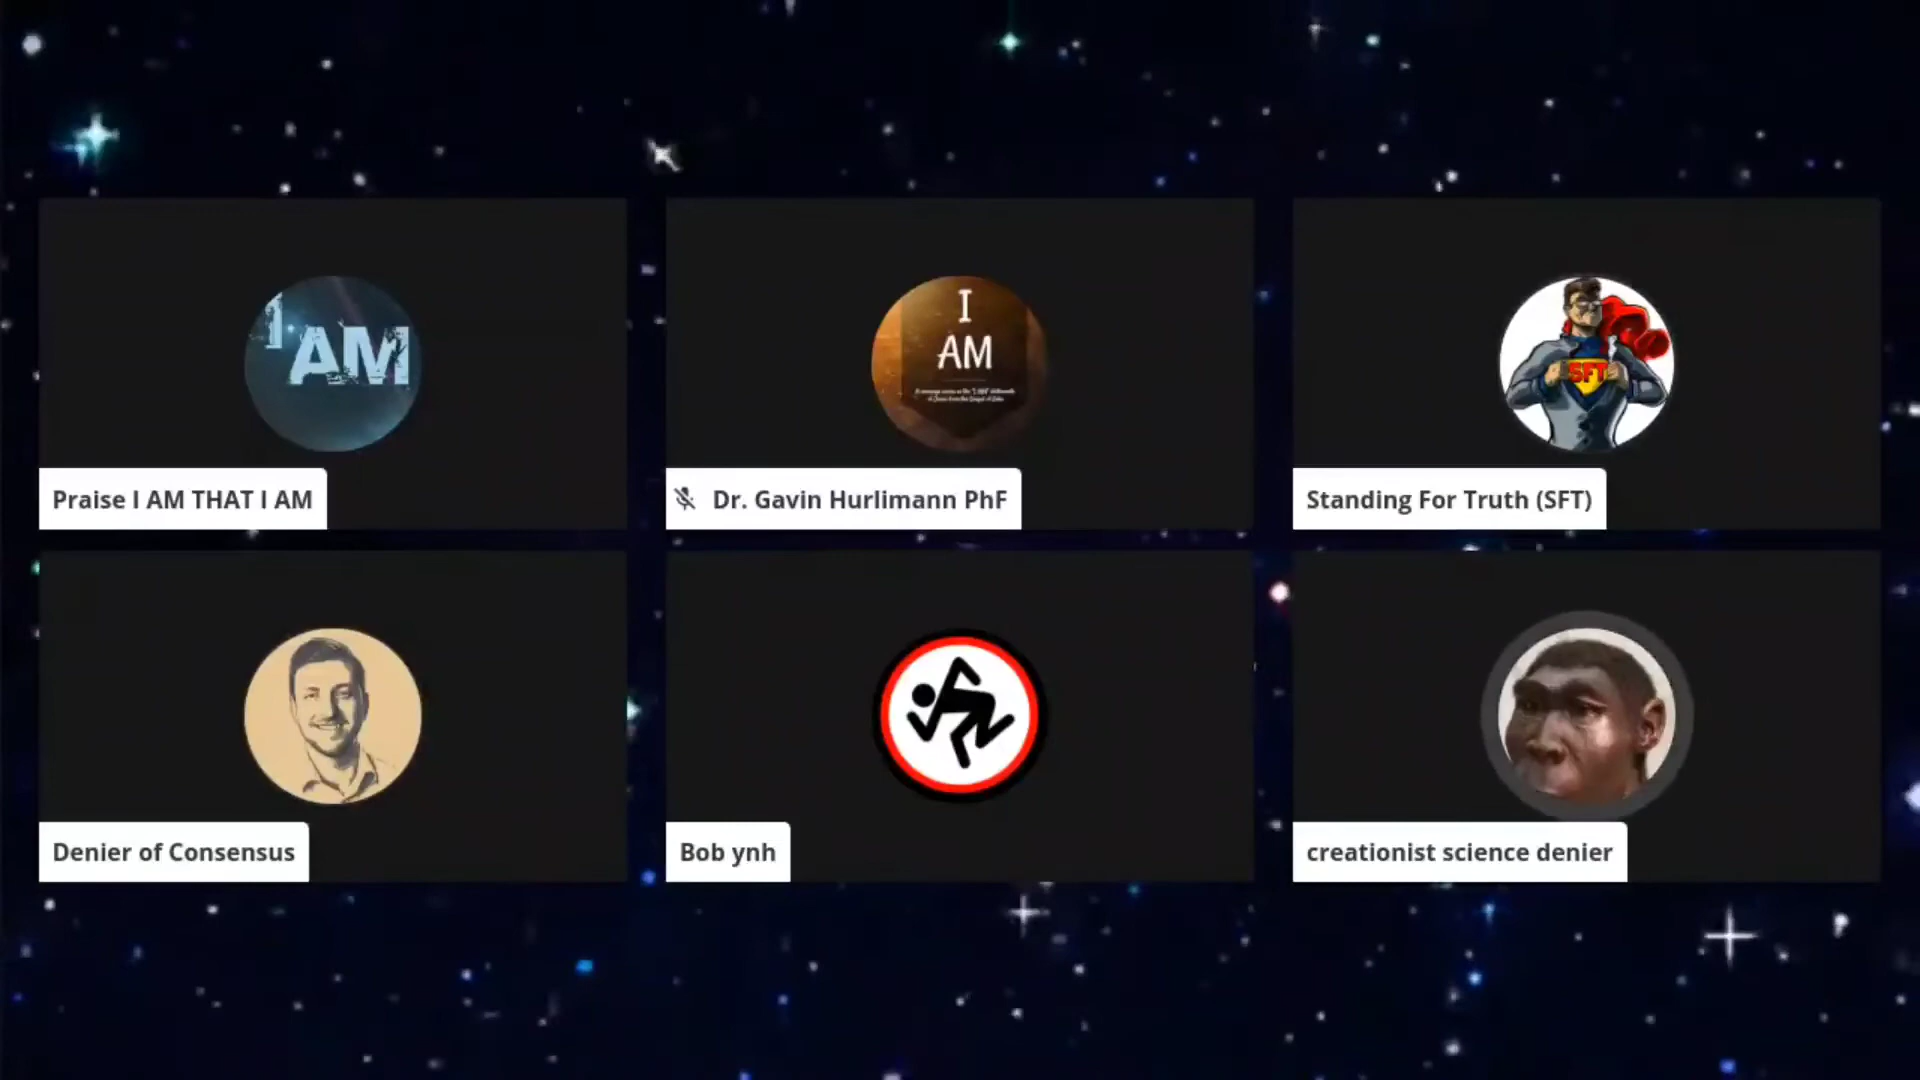 I
AM
Praise I AM THAT I AM
I
AM
Dr. Gavin Hurlimann PhF
SFT
Standing For Truth (SFT)
Denier of Consensus
Bob ynh
creationist science denier